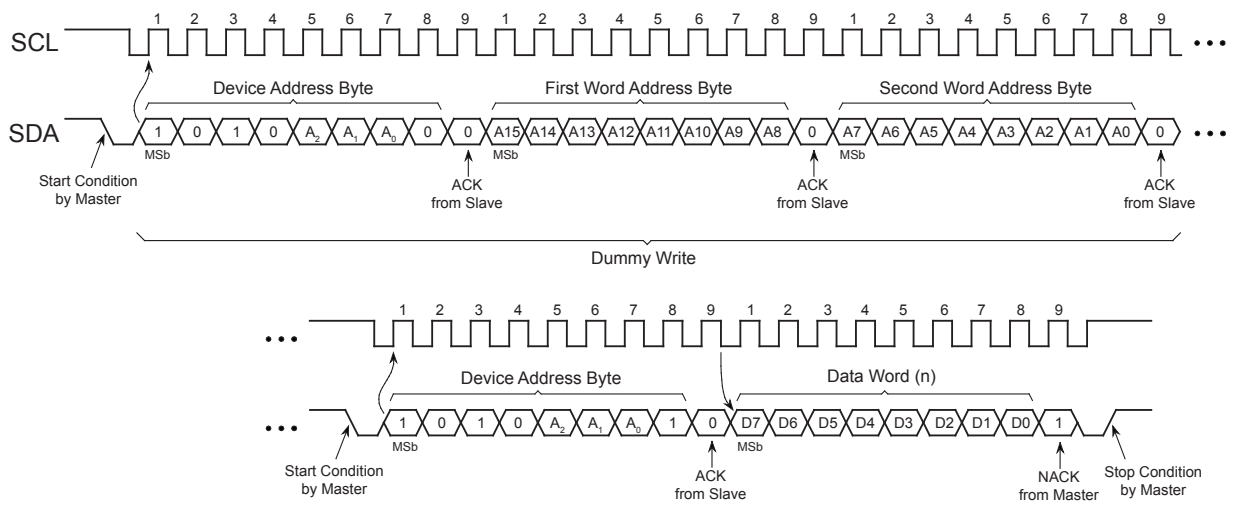 1 2 3 4 5 6 7 8 9 1 2 3 4 5 6 7 8 9 1 2 3 4 5 6 7 8 9
SCL
Device Address Byte First Word Address Byte Second Word Address Byte
SDA 1 0 1 0 A₂ A₁ A₀ 0 0 A15 A14 A13 A12 A11 A10 A9 A8 0 A7 A6 A5 A4 A3 A2 A1 A0 0
MSb MSb MSb
Start Condition ACK ACK ACK
by Master from Slave from Slave from Slave
Dummy Write
1 2 3 4 5 6 7 8 9 1 2 3 4 5 6 7 8 9
Device Address Byte Data Word (n)
1 0 1 0 A₂ A₁ A₀ 1 0 D7 D6 D5 D4 D3 D2 D1 D0 1
MSb MSb
Start Condition ACK NACK Stop Condition
by Master from Slave from Master by Master